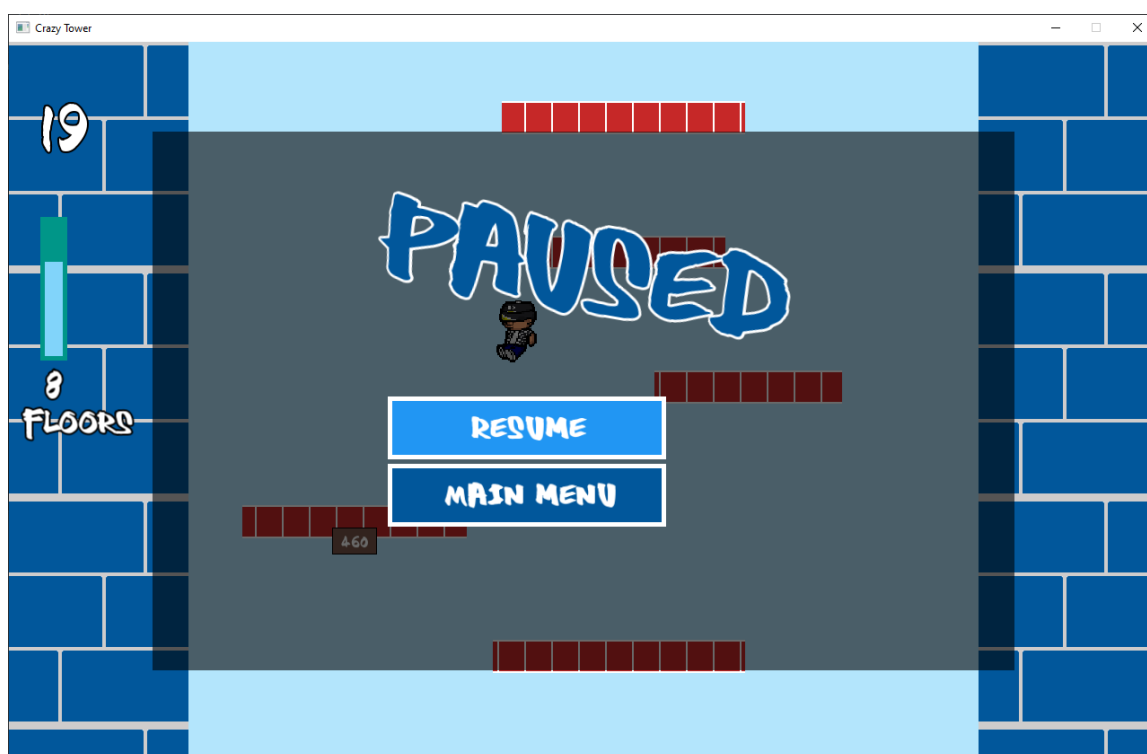 Crazy Tower
19
PAUSED
8
FLOORS
RESUME
MAIN MENU
460